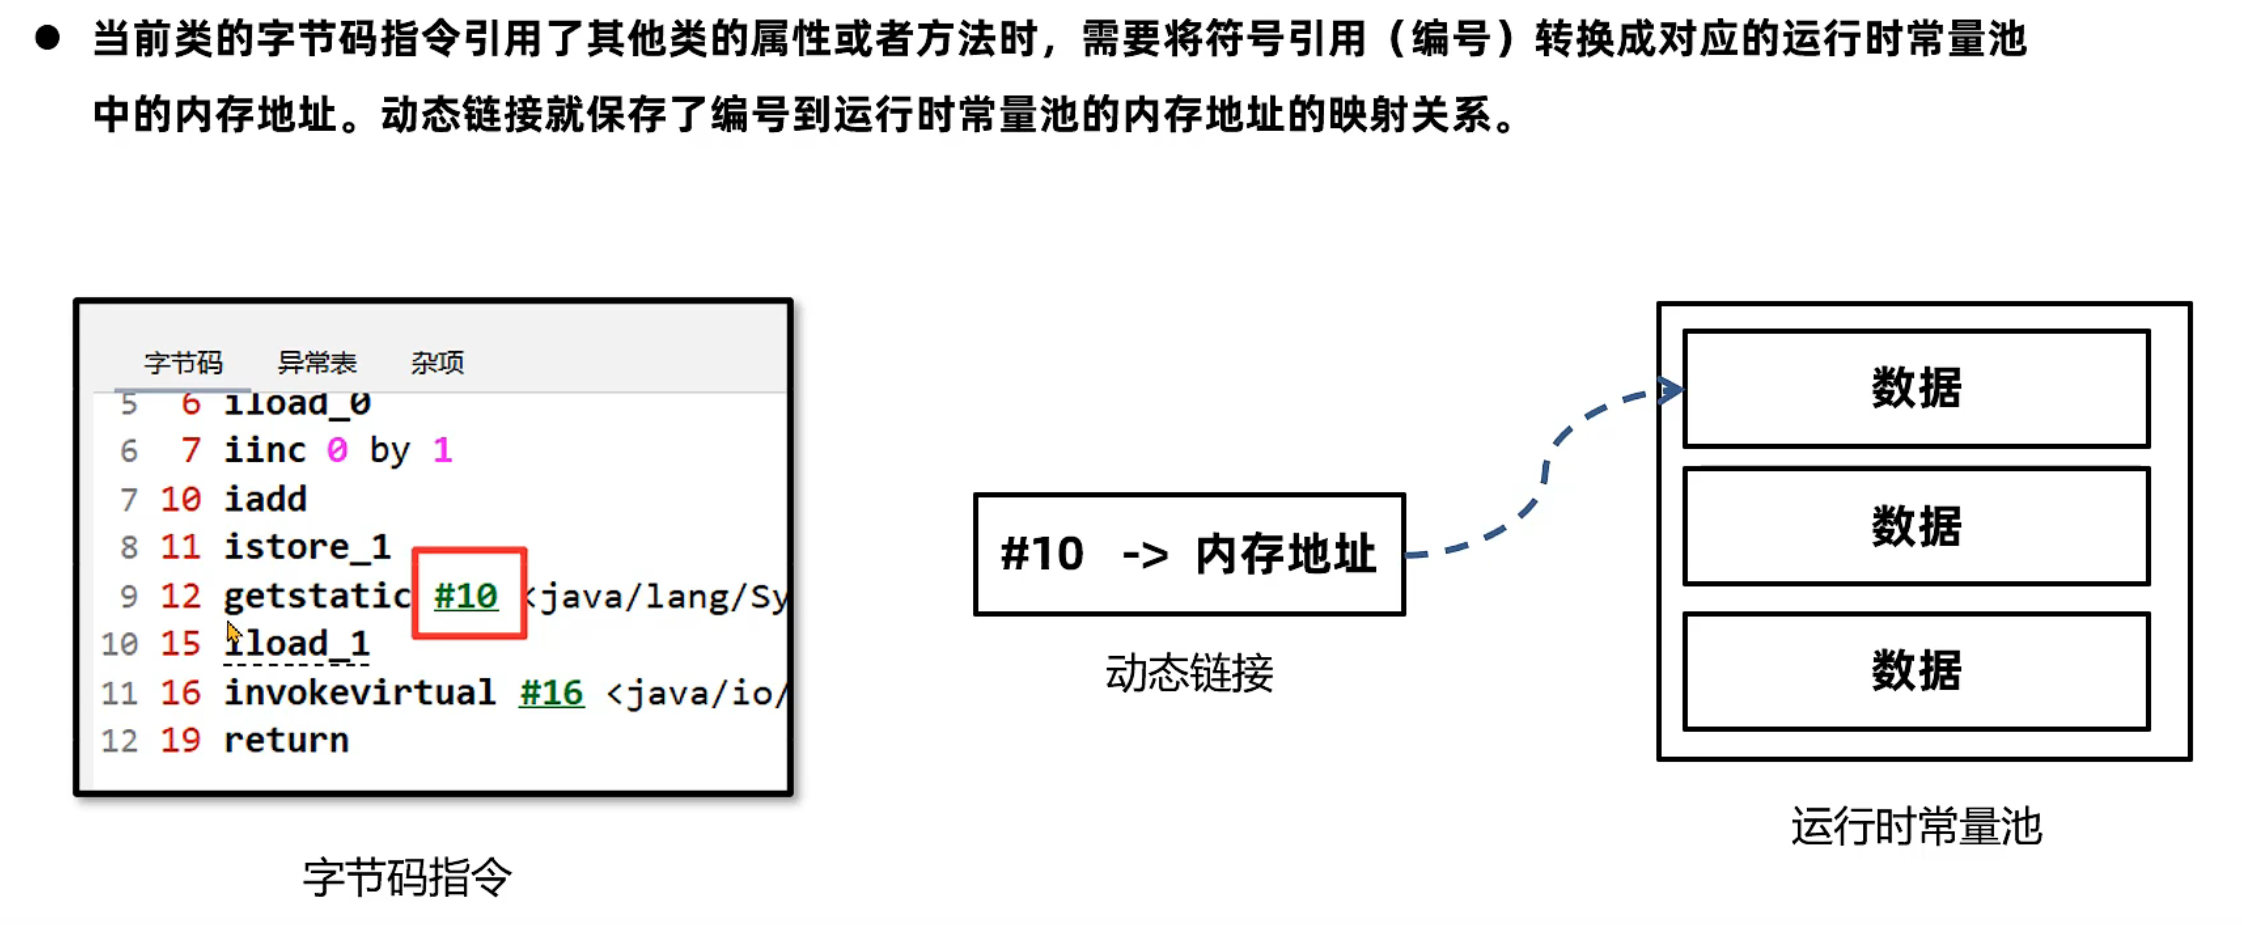 ● 当前类的字节码指令引用了其他类的属性或者方法时，需要将符号引用（编号）转换成对应的运行时常量池
中的内存地址。动态链接就保存了编号到运行时常量池的内存地址的映射关系。
字节码 异常表 杂项
5 6 iload_0
6 7 iinc 0 by 1
7 10 iadd
8 11 istore_1
9 12 getstatic #10 <java/lang/Sy
10 15 iload_1
11 16 invokevirtual #16 <java/io/
12 19 return
字节码指令
#10 -> 内存地址
动态链接
数据
数据
数据
运行时常量池